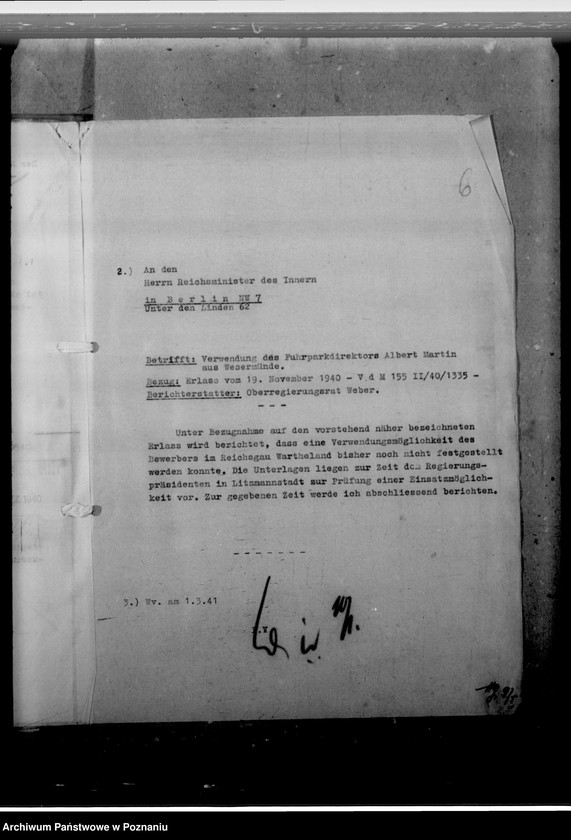 6
2.) An den
Herrn Reichsminister des Innern
in B e r l i n NW 7
Unter den Linden 62
Betrifft: Verwendung des Fuhrparkdirektors Albert Martin
aus Wesermünde.
Bezug: Erlass vom 19. November 1940 - V d M 155 II/40/1335 -
Berichterstatter: Oberregierungsrat Weber.
- - -
Unter Bezugnahme auf den vorstehend näher bezeichneten
Erlass wird berichtet, dass eine Verwendungsmöglichkeit des
Bewerbers im Reichsgau Wartheland bisher noch nicht festgestellt
werden konnte. Die Unterlagen liegen zur Zeit dem Regierungs-
präsidenten in Litzmannstadt zur Prüfung einer Einsatzmöglich-
keit vor. Zur gegebenen Zeit werde ich abschliessend berichten.
- - - - - - -
3.) Wv. am 1.3.41
Archiwum Państwowe w Poznaniu